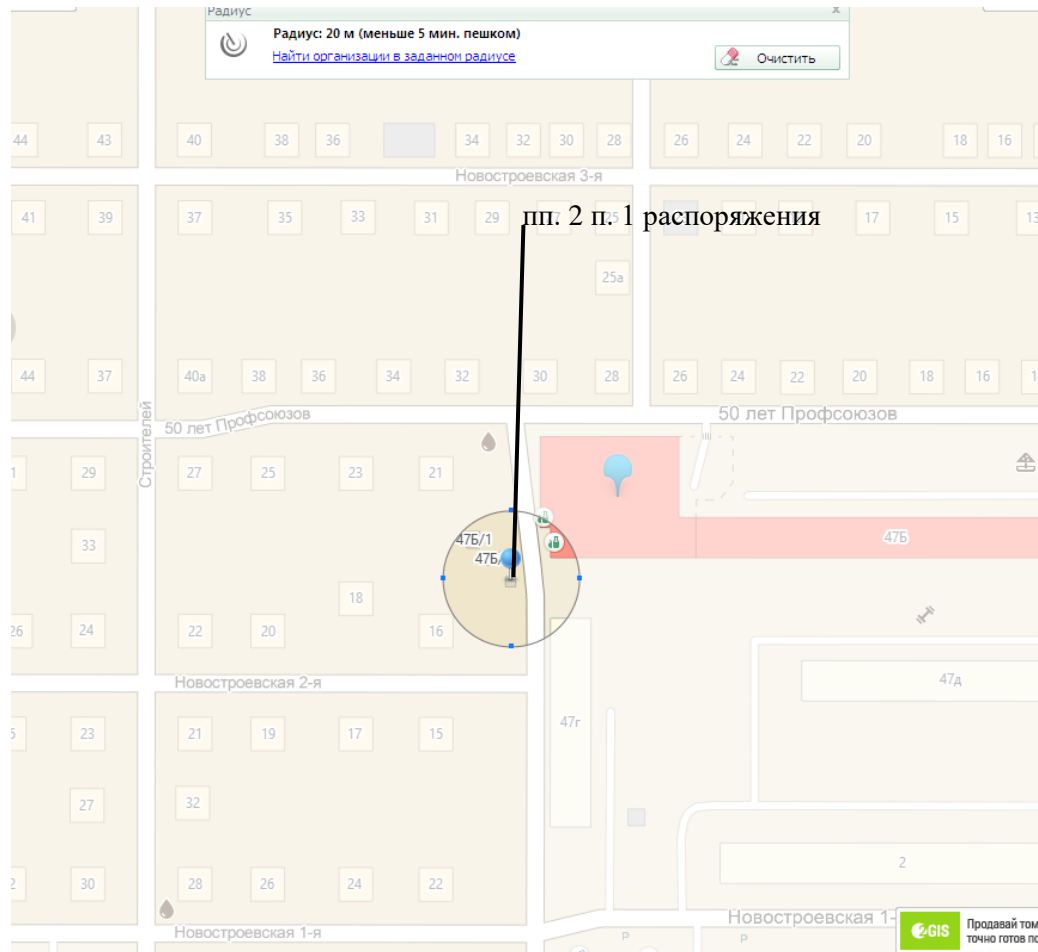 Радиус
x
Радиус: 20 м (меньше 5 мин. пешком)
Найти организации в заданном радиусе
Очистить
44 43 40 38 36 34 32 30 28 26 24 22 20 18 16
Новостроевская 3-я
41 39 37 35 33 31 29 17 15 13
пп. 2 п. 1 распоряжения
25а
44 37 40а 38 36 34 32 30 28 26 24 22 20 18 16
Строителей
50 лет Профсоюзов
50 лет Профсоюзов
29 27 25 23 21
47Б/1
47Б/
33
47Б
18
26 24 22 20 16
Новостроевская 2-я
47д
23 21 19 17 15
47г
27 32
2
30 28 26 24 22
Новостроевская 1-я
Новостроевская 1-
P
P
2GIS
Продавай том
точно готов по